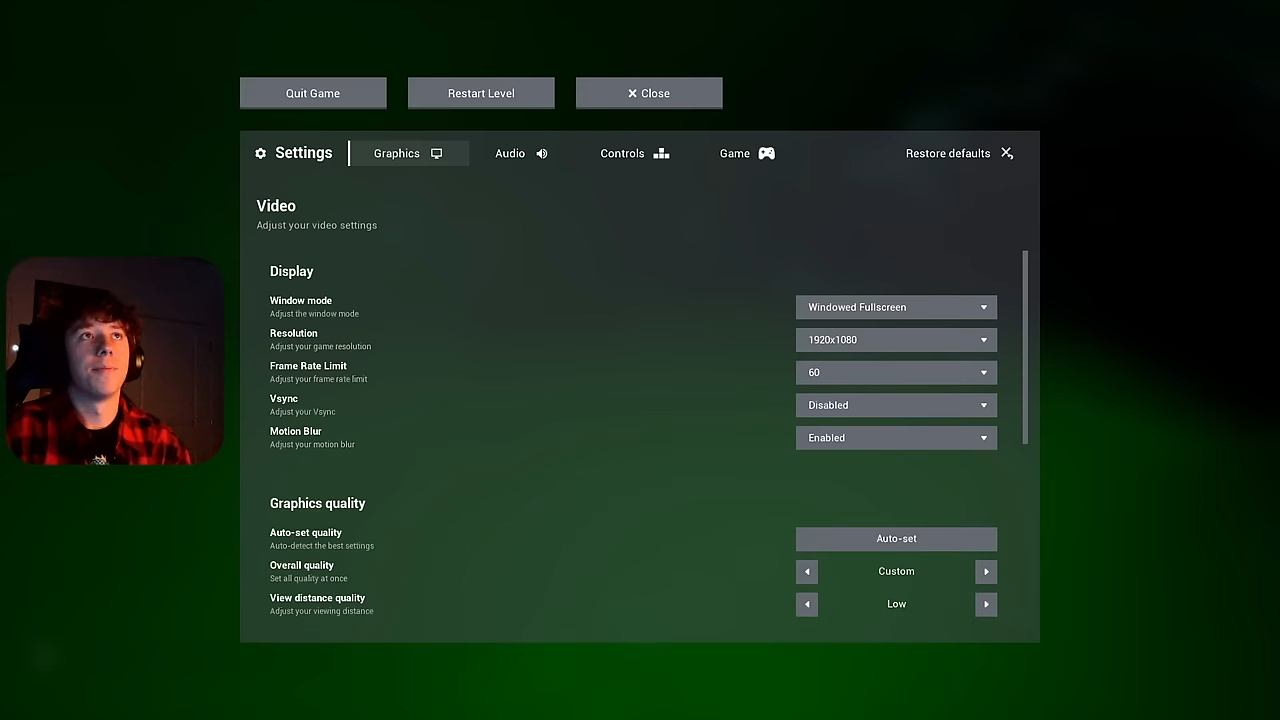 Quit Game
Restart Level
Close
Settings
Graphics
Audio
Controls
Game
Restore defaults
Video
Adjust your video settings
Display
Window mode
Adjust the window mode
Windowed Fullscreen
Resolution
Adjust your game resolution
1920x1080
Frame Rate Limit
Adjust your frame rate limit
60
Vsync
Adjust your Vsync
Disabled
Motion Blur
Adjust your motion blur
Enabled
Graphics quality
Auto-set quality
Auto-detect the best settings
Auto-set
Overall quality
Set all quality at once
Custom
View distance quality
Adjust your viewing distance
Low